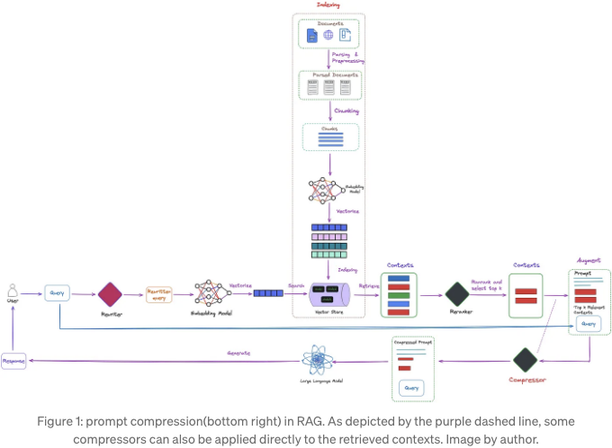 Indexing
Documents
Parsing &
Preprocessing
Parsed Documents
Chunking
Chunks
Embedding
Model
Vectorize
Indexing
Vector Store
User
Query
Rewriter
Rewritten
query
Vectorize
Embedding Model
Search
Retrieve
Contexts
Rerank and
select top k
Reranker
Contexts
Augment
Prompt
Top k Relevant
Contexts
Query
Compressor
Compressed Prompt
Query
Large Language Model
Generate
Response
Figure 1: prompt compression(bottom right) in RAG. As depicted by the purple dashed line, some
compressors can also be applied directly to the retrieved contexts. Image by author.